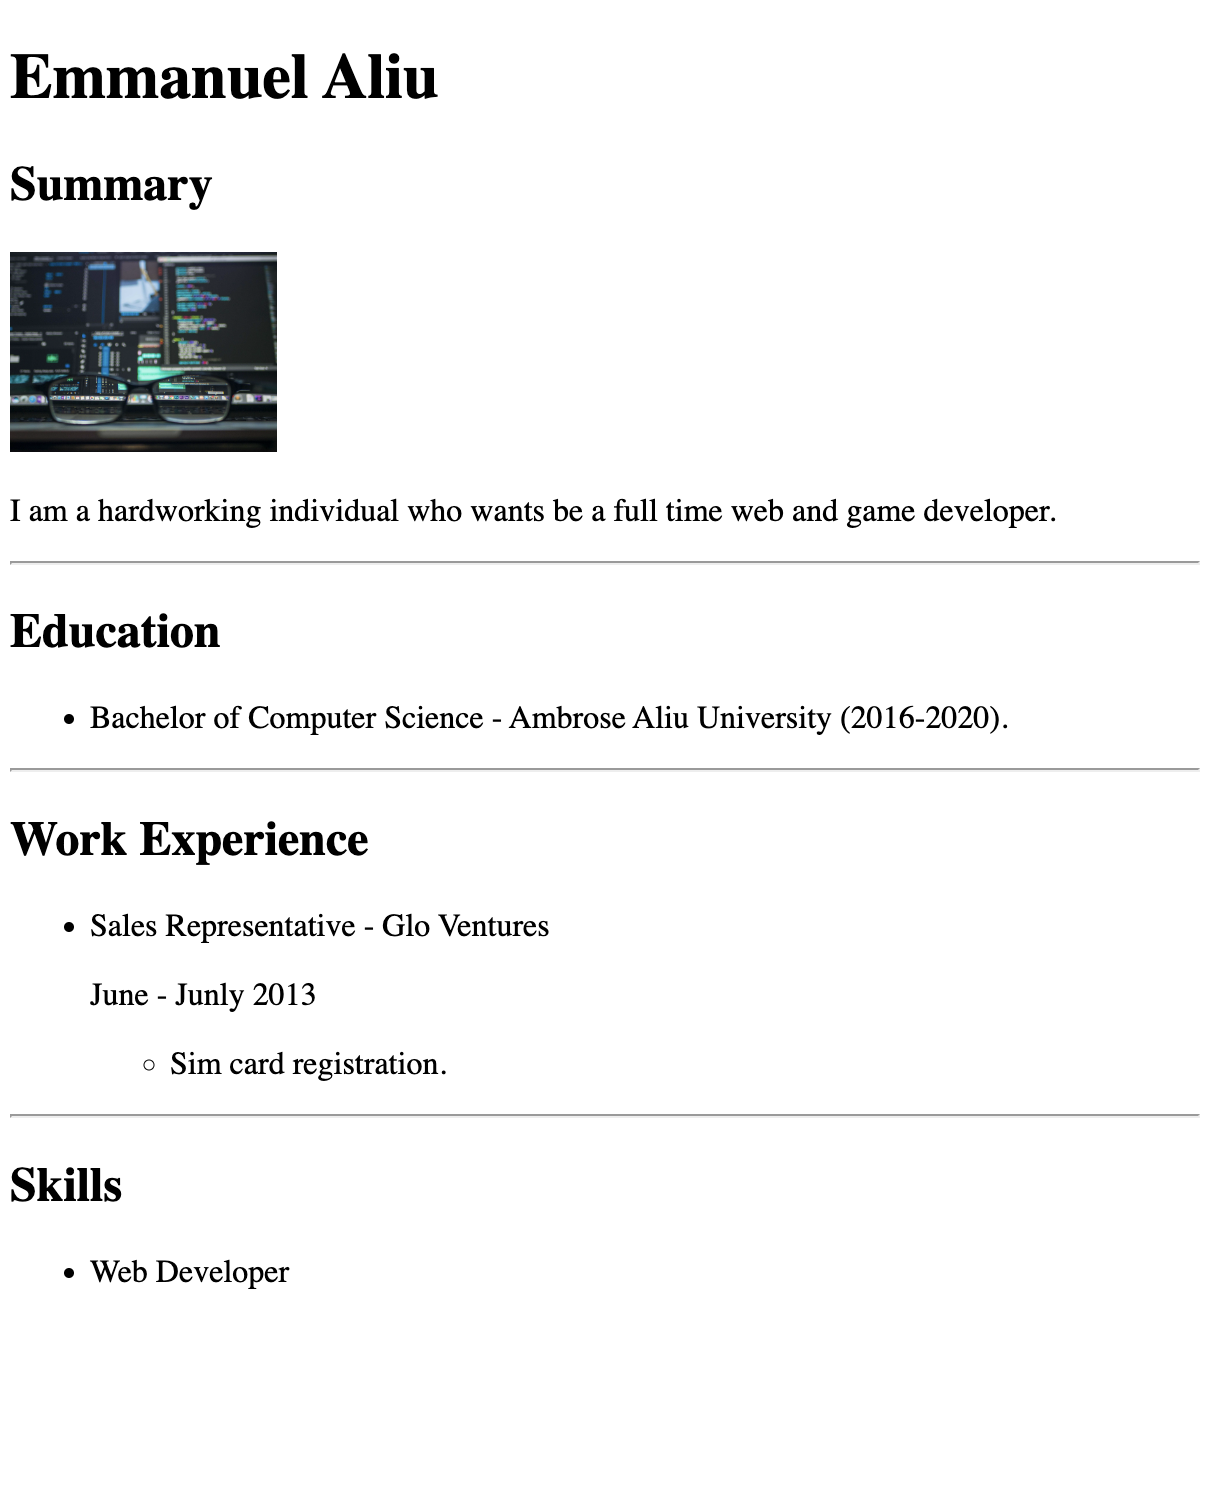 Emmanuel Aliu
Summary
I am a hardworking individual who wants be a full time web and game developer.
Education
Bachelor of Computer Science - Ambrose Aliu University (2016-2020).
Work Experience
Sales Representative - Glo Ventures
June - Junly 2013
Sim card registration.
Skills
Web Developer